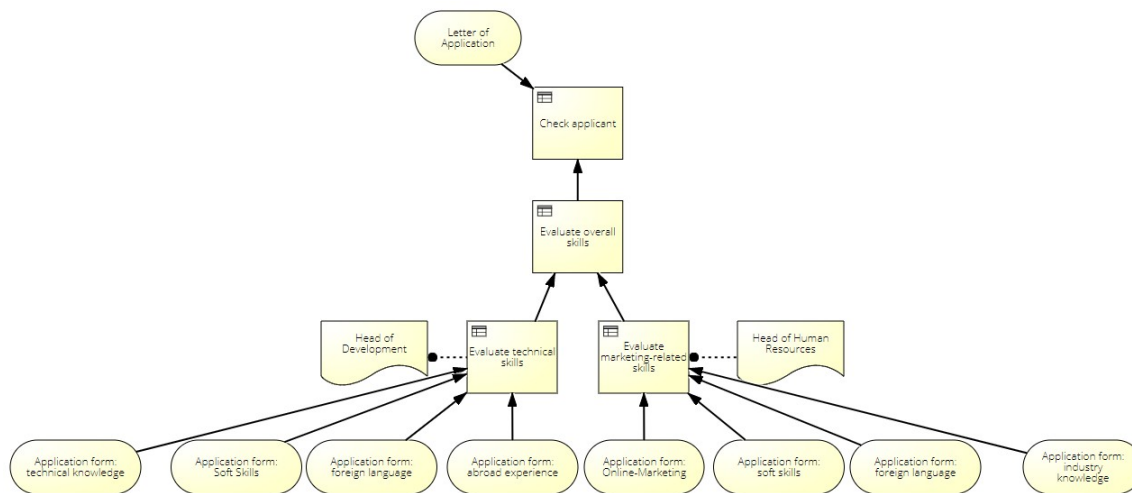 Letter of
Application
Check applicant
Evaluate overall
skills
Head of
Development
Evaluate technical
skills
Evaluate
marketing-related
skills
Head of Human
Resources
Application form:
technical knowledge
Application form:
Soft Skills
Application form:
foreign language
Application form:
abroad experience
Application form:
Online-Marketing
Application form:
soft skills
Application form:
foreign language
Application form:
industry
knowledge